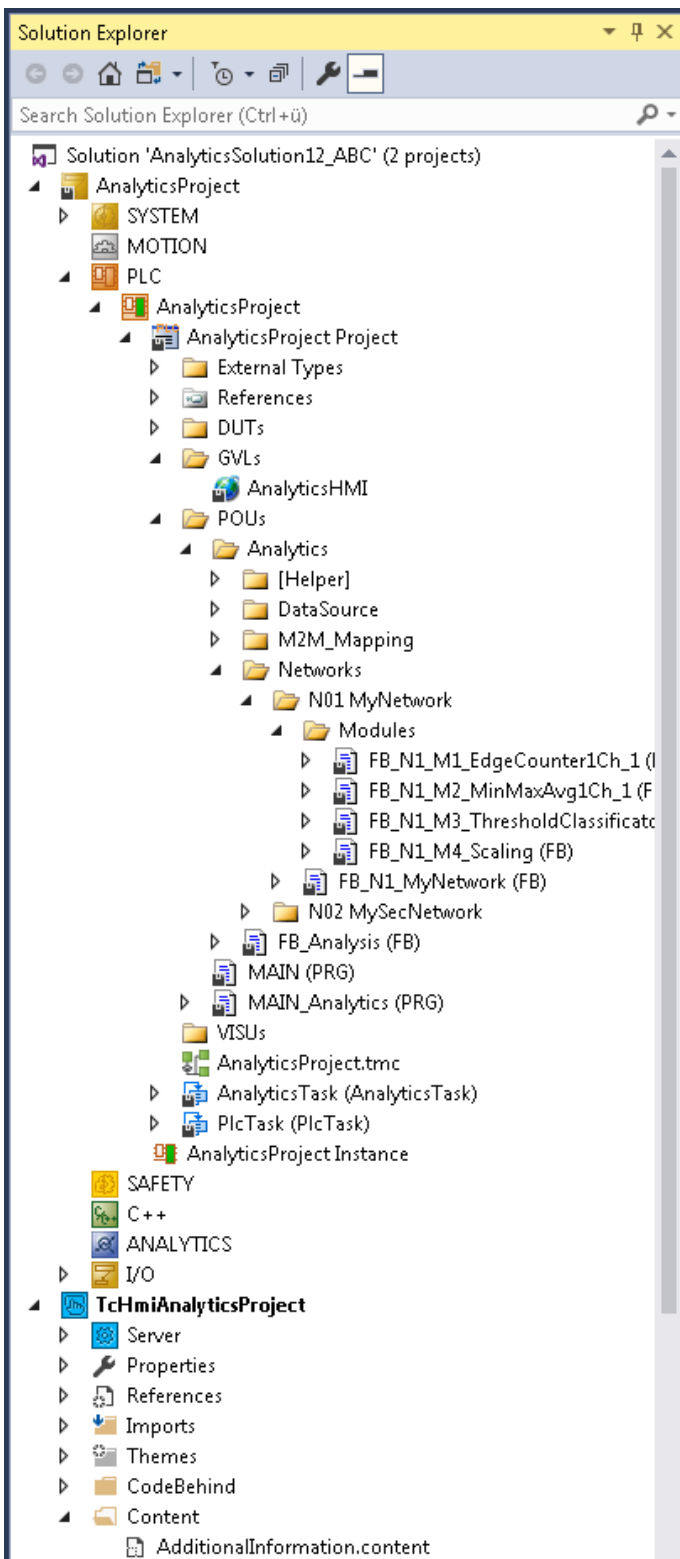 Solution Explorer
Search Solution Explorer (Ctrl+ü)
Solution 'AnalyticsSolution12_ABC' (2 projects)
AnalyticsProject
SYSTEM
MOTION
PLC
AnalyticsProject
AnalyticsProject Project
External Types
References
DUTs
GVLs
AnalyticsHMI
POUs
Analytics
[Helper]
DataSource
M2M_Mapping
Networks
N01 MyNetwork
Modules
FB_N1_M1_EdgeCounter1Ch_1 (
FB_N1_M2_MinMaxAvg1Ch_1 (F
FB_N1_M3_ThresholdClassificato
FB_N1_M4_Scaling (FB)
FB_N1_MyNetwork (FB)
N02 MySecNetwork
FB_Analysis (FB)
MAIN (PRG)
MAIN_Analytics (PRG)
VISUs
AnalyticsProject.tmc
AnalyticsTask (AnalyticsTask)
PlcTask (PlcTask)
AnalyticsProject Instance
SAFETY
C++
ANALYTICS
I/O
TcHmiAnalyticsProject
Server
Properties
References
Imports
Themes
CodeBehind
Content
AdditionalInformation.content